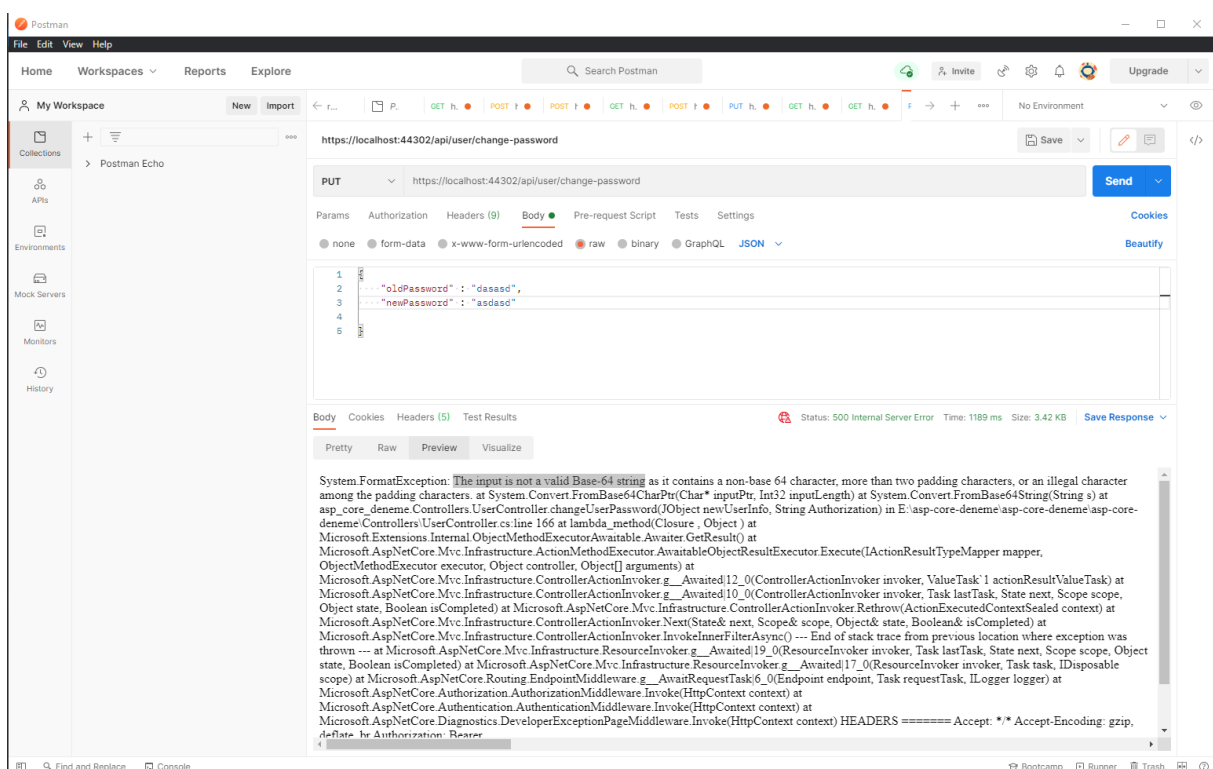 Postman
File Edit View Help
Home Workspaces Reports Explore Search Postman Invite Upgrade
My Workspace New Import r... P. GET h. POST POST GET h. POST PUT h. GET h. GET h. No Environment
https://localhost:44302/api/user/change-password Save
Collections
Postman Echo
PUT https://localhost:44302/api/user/change-password Send
APIs
Params Authorization Headers (9) Body Pre-request Script Tests Settings Cookies
Environments
none form-data x-www-form-urlencoded raw binary GraphQL JSON Beautify
1 {
2 "oldPassword" : "dasasd",
3 "newPassword" : "asdasd"
4
5 }
Mock Servers
Monitors
History
Body Cookies Headers (5) Test Results Status: 500 Internal Server Error Time: 1189 ms Size: 3.42 KB Save Response
Pretty Raw Preview Visualize
System.FormatException: The input is not a valid Base-64 string as it contains a non-base 64 character, more than two padding characters, or an illegal character
among the padding characters. at System.Convert.FromBase64CharPtr(Char* inputPtr, Int32 inputLength) at System.Convert.FromBase64String(String s) at
asp_core_deneme.Controllers.UserController.changeUserPassword(JObject newUserInfo, String Authorization) in E:\asp-core-deneme\asp-core-deneme\asp-core-
deneme\Controllers\UserController.cs:line 166 at lambda_method(Closure , Object ) at
Microsoft.Extensions.Internal.ObjectMethodExecutorAwaitable.Awaiter.GetResult() at
Microsoft.AspNetCore.Mvc.Infrastructure.ActionMethodExecutor.AwaitableObjectResultExecutor.Execute(IActionResultTypeMapper mapper,
ObjectMethodExecutor executor, Object controller, Object[] arguments) at
Microsoft.AspNetCore.Mvc.Infrastructure.ControllerActionInvoker.g__Awaited|12_0(ControllerActionInvoker invoker, ValueTask`1 actionResultValueTask) at
Microsoft.AspNetCore.Mvc.Infrastructure.ControllerActionInvoker.g__Awaited|10_0(ControllerActionInvoker invoker, Task lastTask, State next, Scope scope,
Object state, Boolean isCompleted) at Microsoft.AspNetCore.Mvc.Infrastructure.ControllerActionInvoker.Rethrow(ActionExecutedContextSealed context) at
Microsoft.AspNetCore.Mvc.Infrastructure.ControllerActionInvoker.Next(State& next, Scope& scope, Object& state, Boolean& isCompleted) at
Microsoft.AspNetCore.Mvc.Infrastructure.ControllerActionInvoker.InvokeInnerFilterAsync() --- End of stack trace from previous location where exception was
thrown --- at Microsoft.AspNetCore.Mvc.Infrastructure.ResourceInvoker.g__Awaited|19_0(ResourceInvoker invoker, Task lastTask, State next, Scope scope, Object
state, Boolean isCompleted) at Microsoft.AspNetCore.Mvc.Infrastructure.ResourceInvoker.g__Awaited|17_0(ResourceInvoker invoker, Task task, IDisposable
scope) at Microsoft.AspNetCore.Routing.EndpointMiddleware.g__AwaitRequestTask|6_0(Endpoint endpoint, Task requestTask, ILogger logger) at
Microsoft.AspNetCore.Authorization.AuthorizationMiddleware.Invoke(HttpContext context) at
Microsoft.AspNetCore.Authentication.AuthenticationMiddleware.Invoke(HttpContext context) at
Microsoft.AspNetCore.Diagnostics.DeveloperExceptionPageMiddleware.Invoke(HttpContext context) HEADERS ======= Accept: */* Accept-Encoding: gzip,
deflate, br Authorization: Bearer
Find and Replace Console Bootcamp Runner Trash